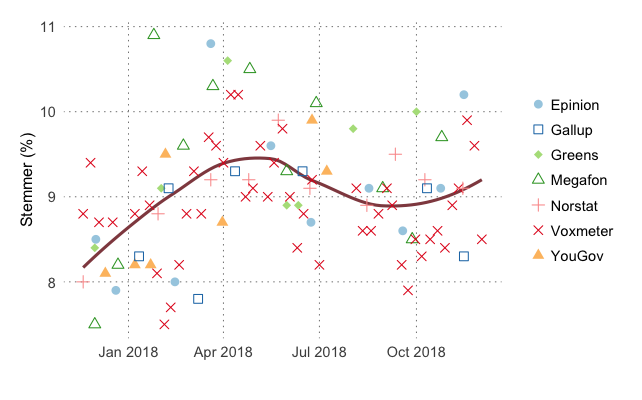 11
10
9
8
Stemmer (%)
Jan 2018
Apr 2018
Jul 2018
Oct 2018
Epinion
Gallup
Greens
Megafon
Norstat
Voxmeter
YouGov